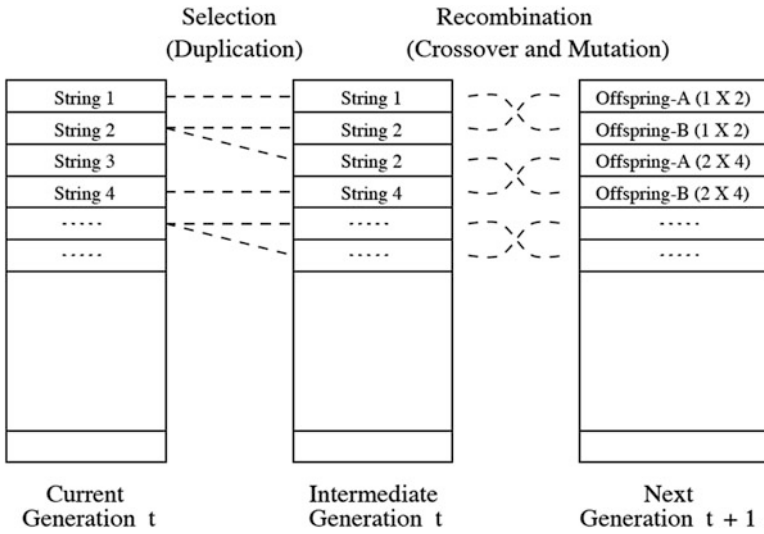 Selection
(Duplication)
Recombination
(Crossover and Mutation)
String 1
String 2
String 3
String 4
.....
.....
String 1
String 2
String 2
String 4
.....
.....
Offspring-A (1 X 2)
Offspring-B (1 X 2)
Offspring-A (2 X 4)
Offspring-B (2 X 4)
.....
.....
Current
Generation t
Intermediate
Generation t
Next
Generation t + 1